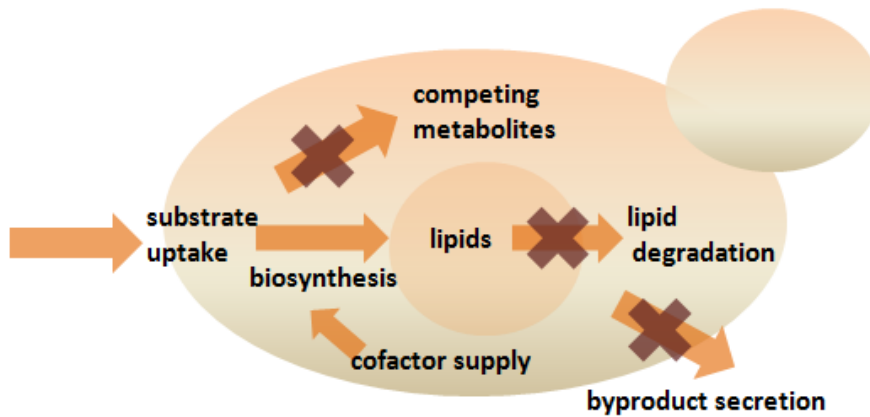 competing
metabolites
substrate
uptake
biosynthesis
lipids
lipid
degradation
cofactor supply
byproduct secretion